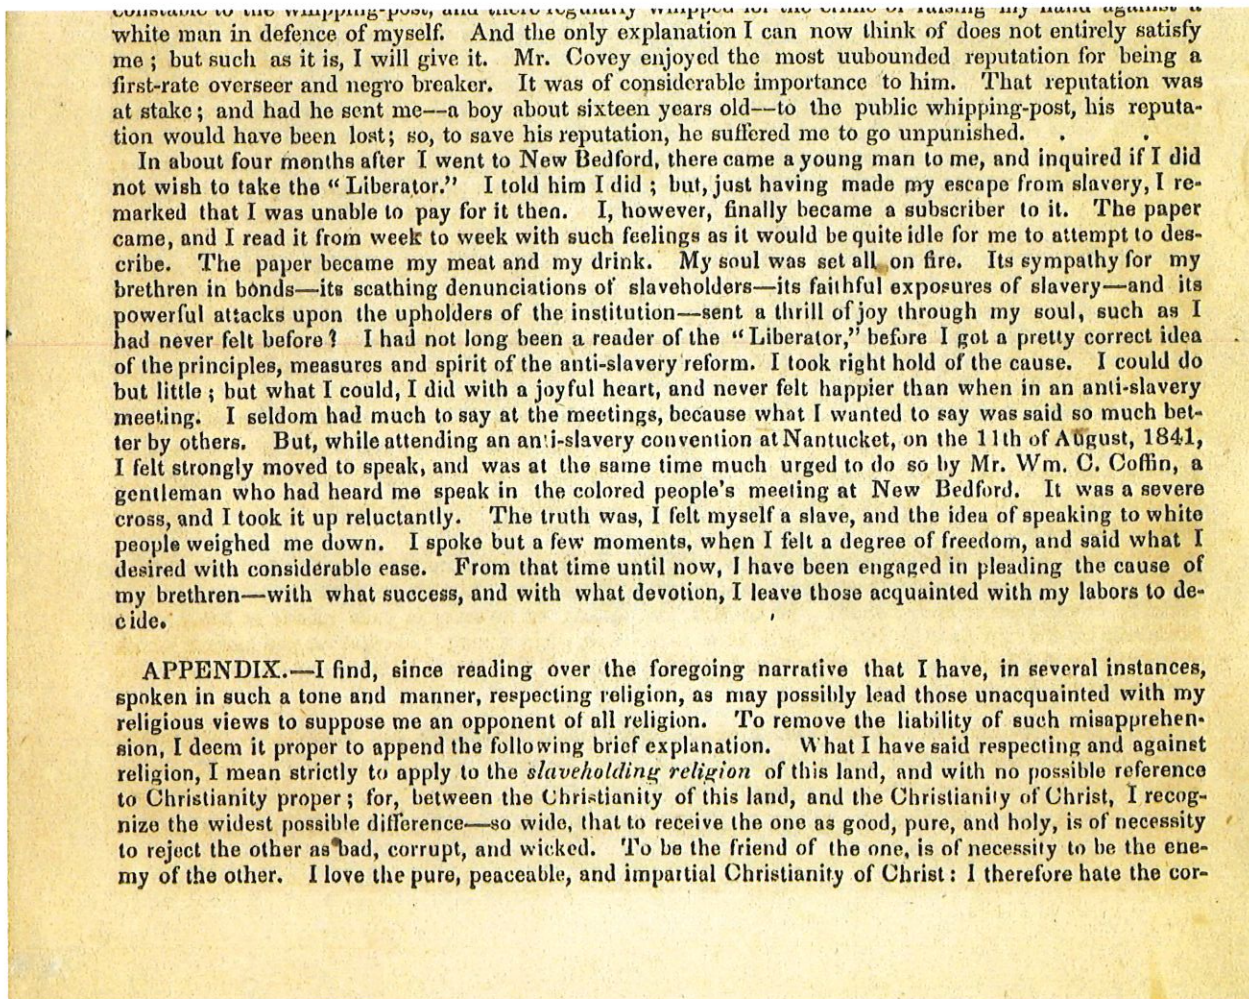 constable to the whipping-post, and there regularly whipped for the crime of raising my hand against a
white man in defence of myself. And the only explanation I can now think of does not entirely satisfy
me ; but such as it is, I will give it. Mr. Covey enjoyed the most uubounded reputation for being a
first-rate overseer and negro breaker. It was of considerable importance to him. That reputation was
at stake; and had he sent me—a boy about sixteen years old—to the public whipping-post, his reputa-
tion would have been lost; so, to save his reputation, he suffered me to go unpunished. . .
In about four months after I went to New Bedford, there came a young man to me, and inquired if I did
not wish to take the “ Liberator.” I told him I did ; but, just having made my escape from slavery, I re-
marked that I was unable to pay for it then. I, however, finally became a subscriber to it. The paper
came, and I read it from week to week with such feelings as it would be quite idle for me to attempt to des-
cribe. The paper became my meat and my drink. My soul was set all on fire. Its sympathy for my
brethren in bonds—its scathing denunciations of slaveholders—its faithful exposures of slavery—and its
powerful attacks upon the upholders of the institution—sent a thrill of joy through my soul, such as I
had never felt before? I had not long been a reader of the “ Liberator,” before I got a pretty correct idea
of the principles, measures and spirit of the anti-slavery reform. I took right hold of the cause. I could do
but little ; but what I could, I did with a joyful heart, and never felt happier than when in an anti-slavery
meeting. I seldom had much to say at the meetings, because what I wanted to say was said so much bet-
ter by others. But, while attending an anti-slavery convention at Nantucket, on the 11th of August, 1841,
I felt strongly moved to speak, and was at the same time much urged to do so by Mr. Wm. C. Coffin, a
gentleman who had heard me speak in the colored people's meeting at New Bedford. It was a severe
cross, and I took it up reluctantly. The truth was, I felt myself a slave, and the idea of speaking to white
people weighed me down. I spoke but a few moments, when I felt a degree of freedom, and said what I
desired with considerable ease. From that time until now, I have been engaged in pleading the cause of
my brethren—with what success, and with what devotion, I leave those acquainted with my labors to de-
cide.
APPENDIX.—I find, since reading over the foregoing narrative that I have, in several instances,
spoken in such a tone and manner, respecting religion, as may possibly lead those unacquainted with my
religious views to suppose me an opponent of all religion. To remove the liability of such misapprehen-
sion, I deem it proper to append the following brief explanation. What I have said respecting and against
religion, I mean strictly to apply to the slaveholding religion of this land, and with no possible reference
to Christianity proper ; for, between the Christianity of this land, and the Christianity of Christ, I recog-
nize the widest possible difference—so wide, that to receive the one as good, pure, and holy, is of necessity
to reject the other as bad, corrupt, and wicked. To be the friend of the one, is of necessity to be the ene-
my of the other. I love the pure, peaceable, and impartial Christianity of Christ : I therefore hate the cor-